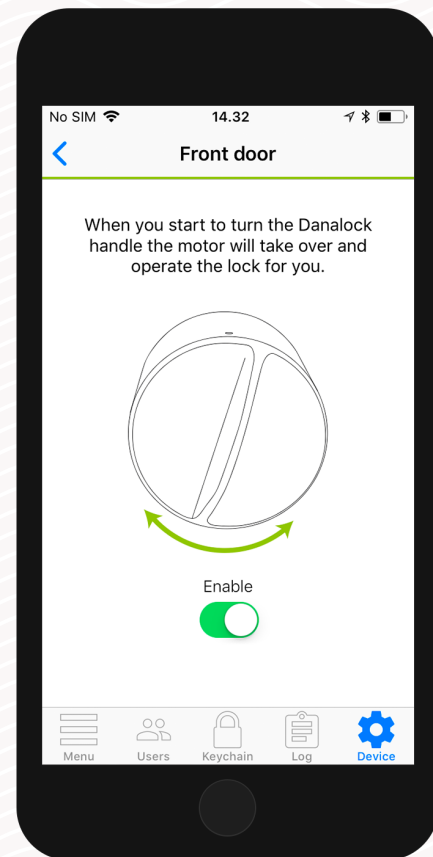 No SIM 14.32
Front door
When you start to turn the Danalock
handle the motor will take over and
operate the lock for you.
Enable
Menu Users Keychain Log Device